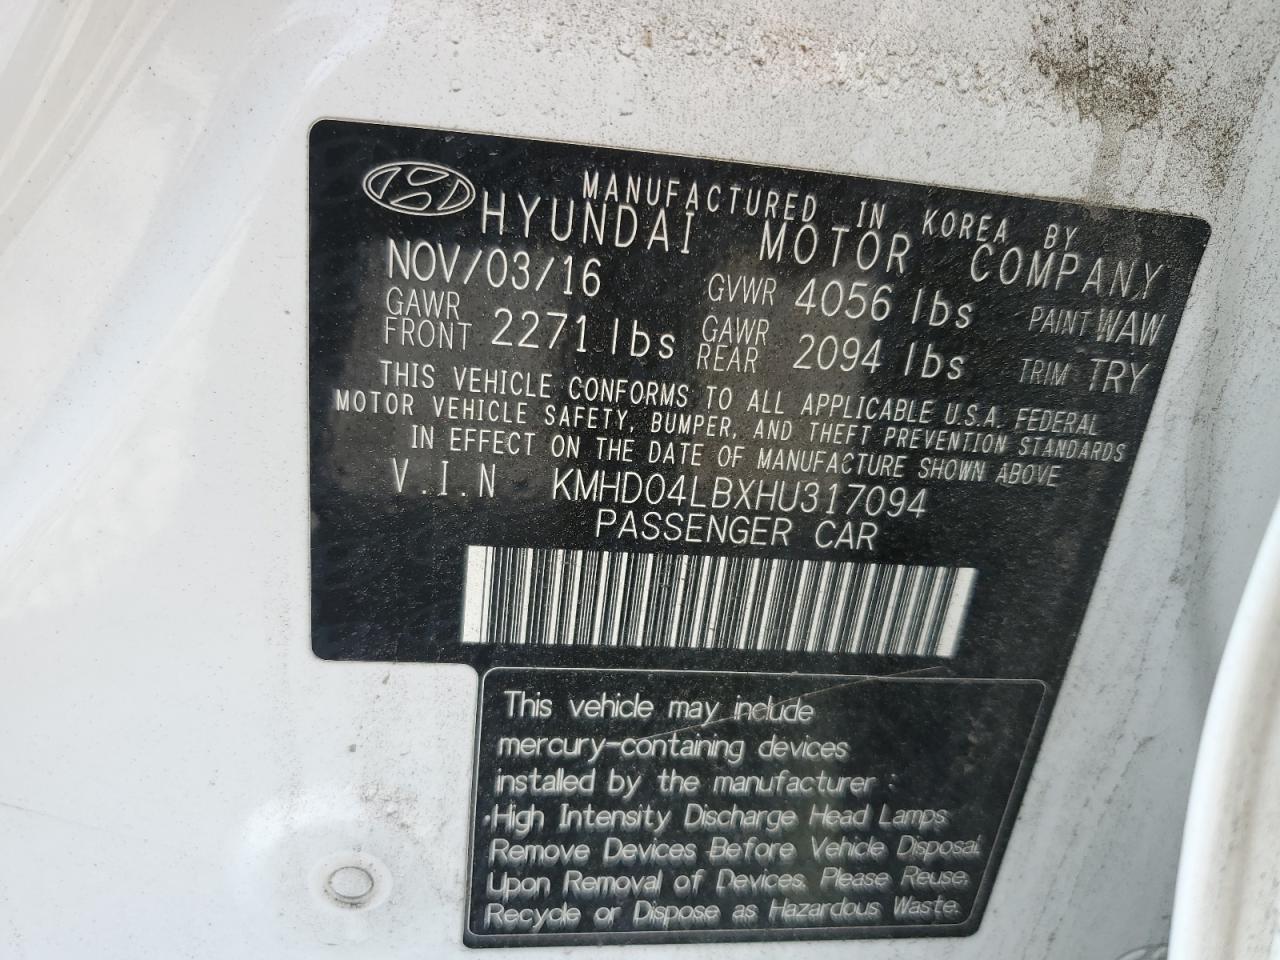 MANUFACTURED IN KOREA BY
HYUNDAI MOTOR COMPANY
NOV/03/16 GVWR 4056 lbs PAINT WAW
GAWR FRONT 2271 lbs GAWR REAR 2094 lbs TRIM TRY
THIS VEHICLE CONFORMS TO ALL APPLICABLE U.S.A. FEDERAL
MOTOR VEHICLE SAFETY, BUMPER, AND THEFT PREVENTION STANDARDS
IN EFFECT ON THE DATE OF MANUFACTURE SHOWN ABOVE
V.I.N KMHD04LBXHU317094
PASSENGER CAR
This vehicle may include
mercury-containing devices
installed by the manufacturer :
•High Intensity Discharge Head Lamps
Remove Devices Before Vehicle Disposal.
Upon Removal of Devices. Please Reuse,
Recycle or Dispose as Hazardous Waste.